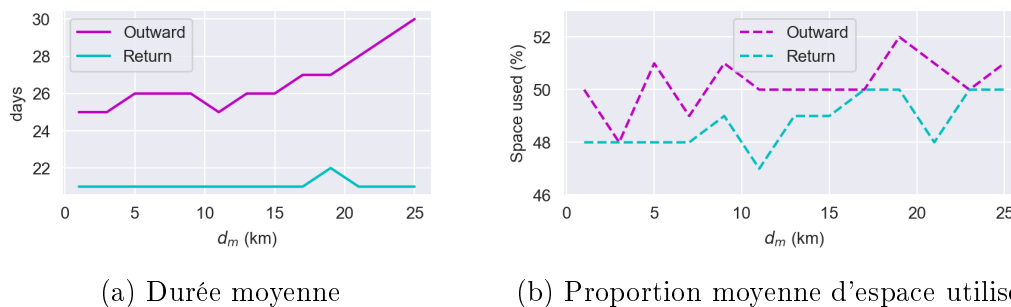 30
28
26
24
22
days
Outward
Return
0 5 10 15 20 25
d_m (km)
(a) Durée moyenne
52
50
48
46
Space used (%)
Outward
Return
0 5 10 15 20 25
d_m (km)
(b) Proportion moyenne d'espace utilisé